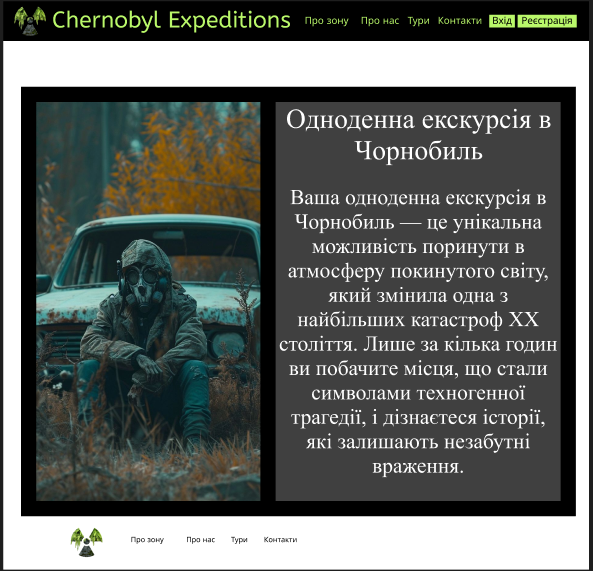 Chernobyl Expeditions
Про зону Про нас Тури Контакти Вхід Реєстрація
Одноденна екскурсія в
Чорнобиль
Ваша одноденна екскурсія в
Чорнобиль — це унікальна
можливість поринути в
атмосферу покинутого світу,
який змінила одна з
найбільших катастроф XX
століття. Лише за кілька годин
ви побачите місця, що стали
символами техногенної
трагедії, і дізнаєтеся історії,
які залишають незабутні
враження.
Про зону Про нас Тури Контакти